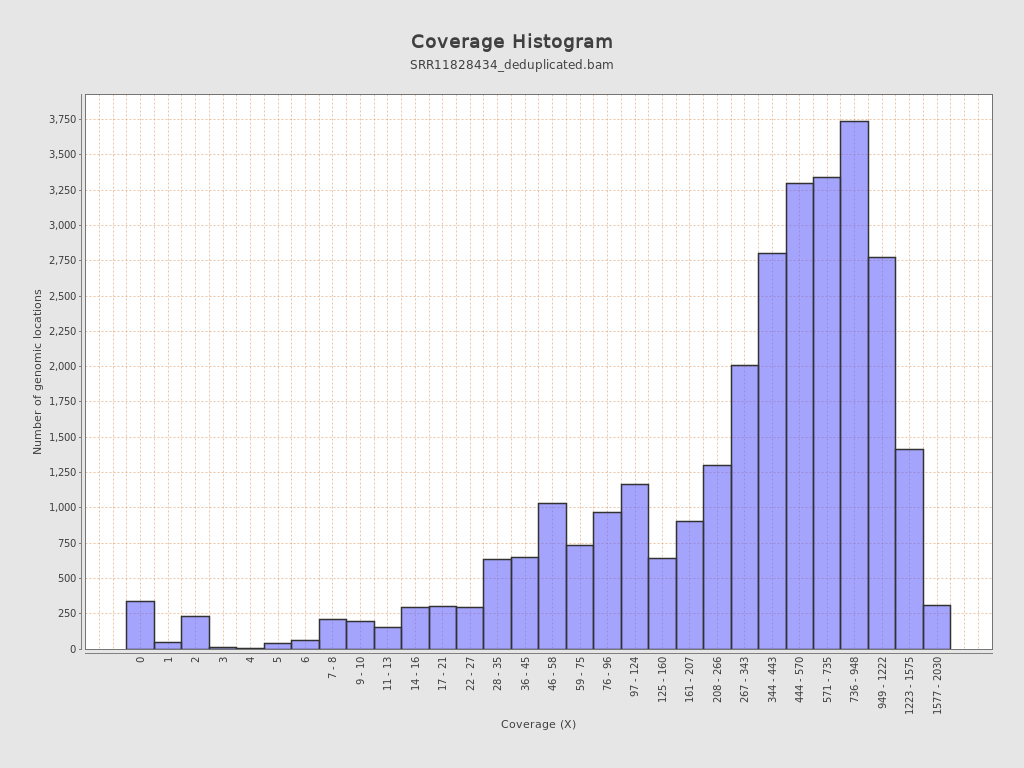 Coverage Histogram
SRR11828434_deduplicated.bam
Number of genomic locations
3,750
3,500
3,250
3,000
2,750
2,500
2,250
2,000
1,750
1,500
1,250
1,000
750
500
250
0
0
1
2
3
4
5
6
7 - 8
9 - 10
11 - 13
14 - 16
17 - 21
22 - 27
28 - 35
36 - 45
46 - 58
59 - 75
76 - 96
97 - 124
125 - 160
161 - 207
208 - 266
267 - 343
344 - 443
444 - 570
571 - 735
736 - 948
949 - 1222
1223 - 1575
1577 - 2030
Coverage (X)